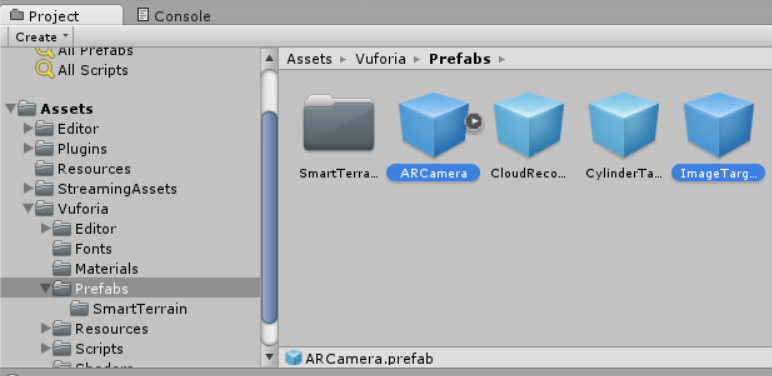 Project Console
Create
All Prefabs
All Scripts
Assets
Editor
Plugins
Resources
StreamingAssets
Vuforia
Editor
Fonts
Materials
Prefabs
SmartTerrain
Resources
Scripts
Shaders
Assets Vuforia Prefabs
SmartTerra... ARCamera CloudReco... CylinderTa... ImageTarg...
ARCamera.prefab